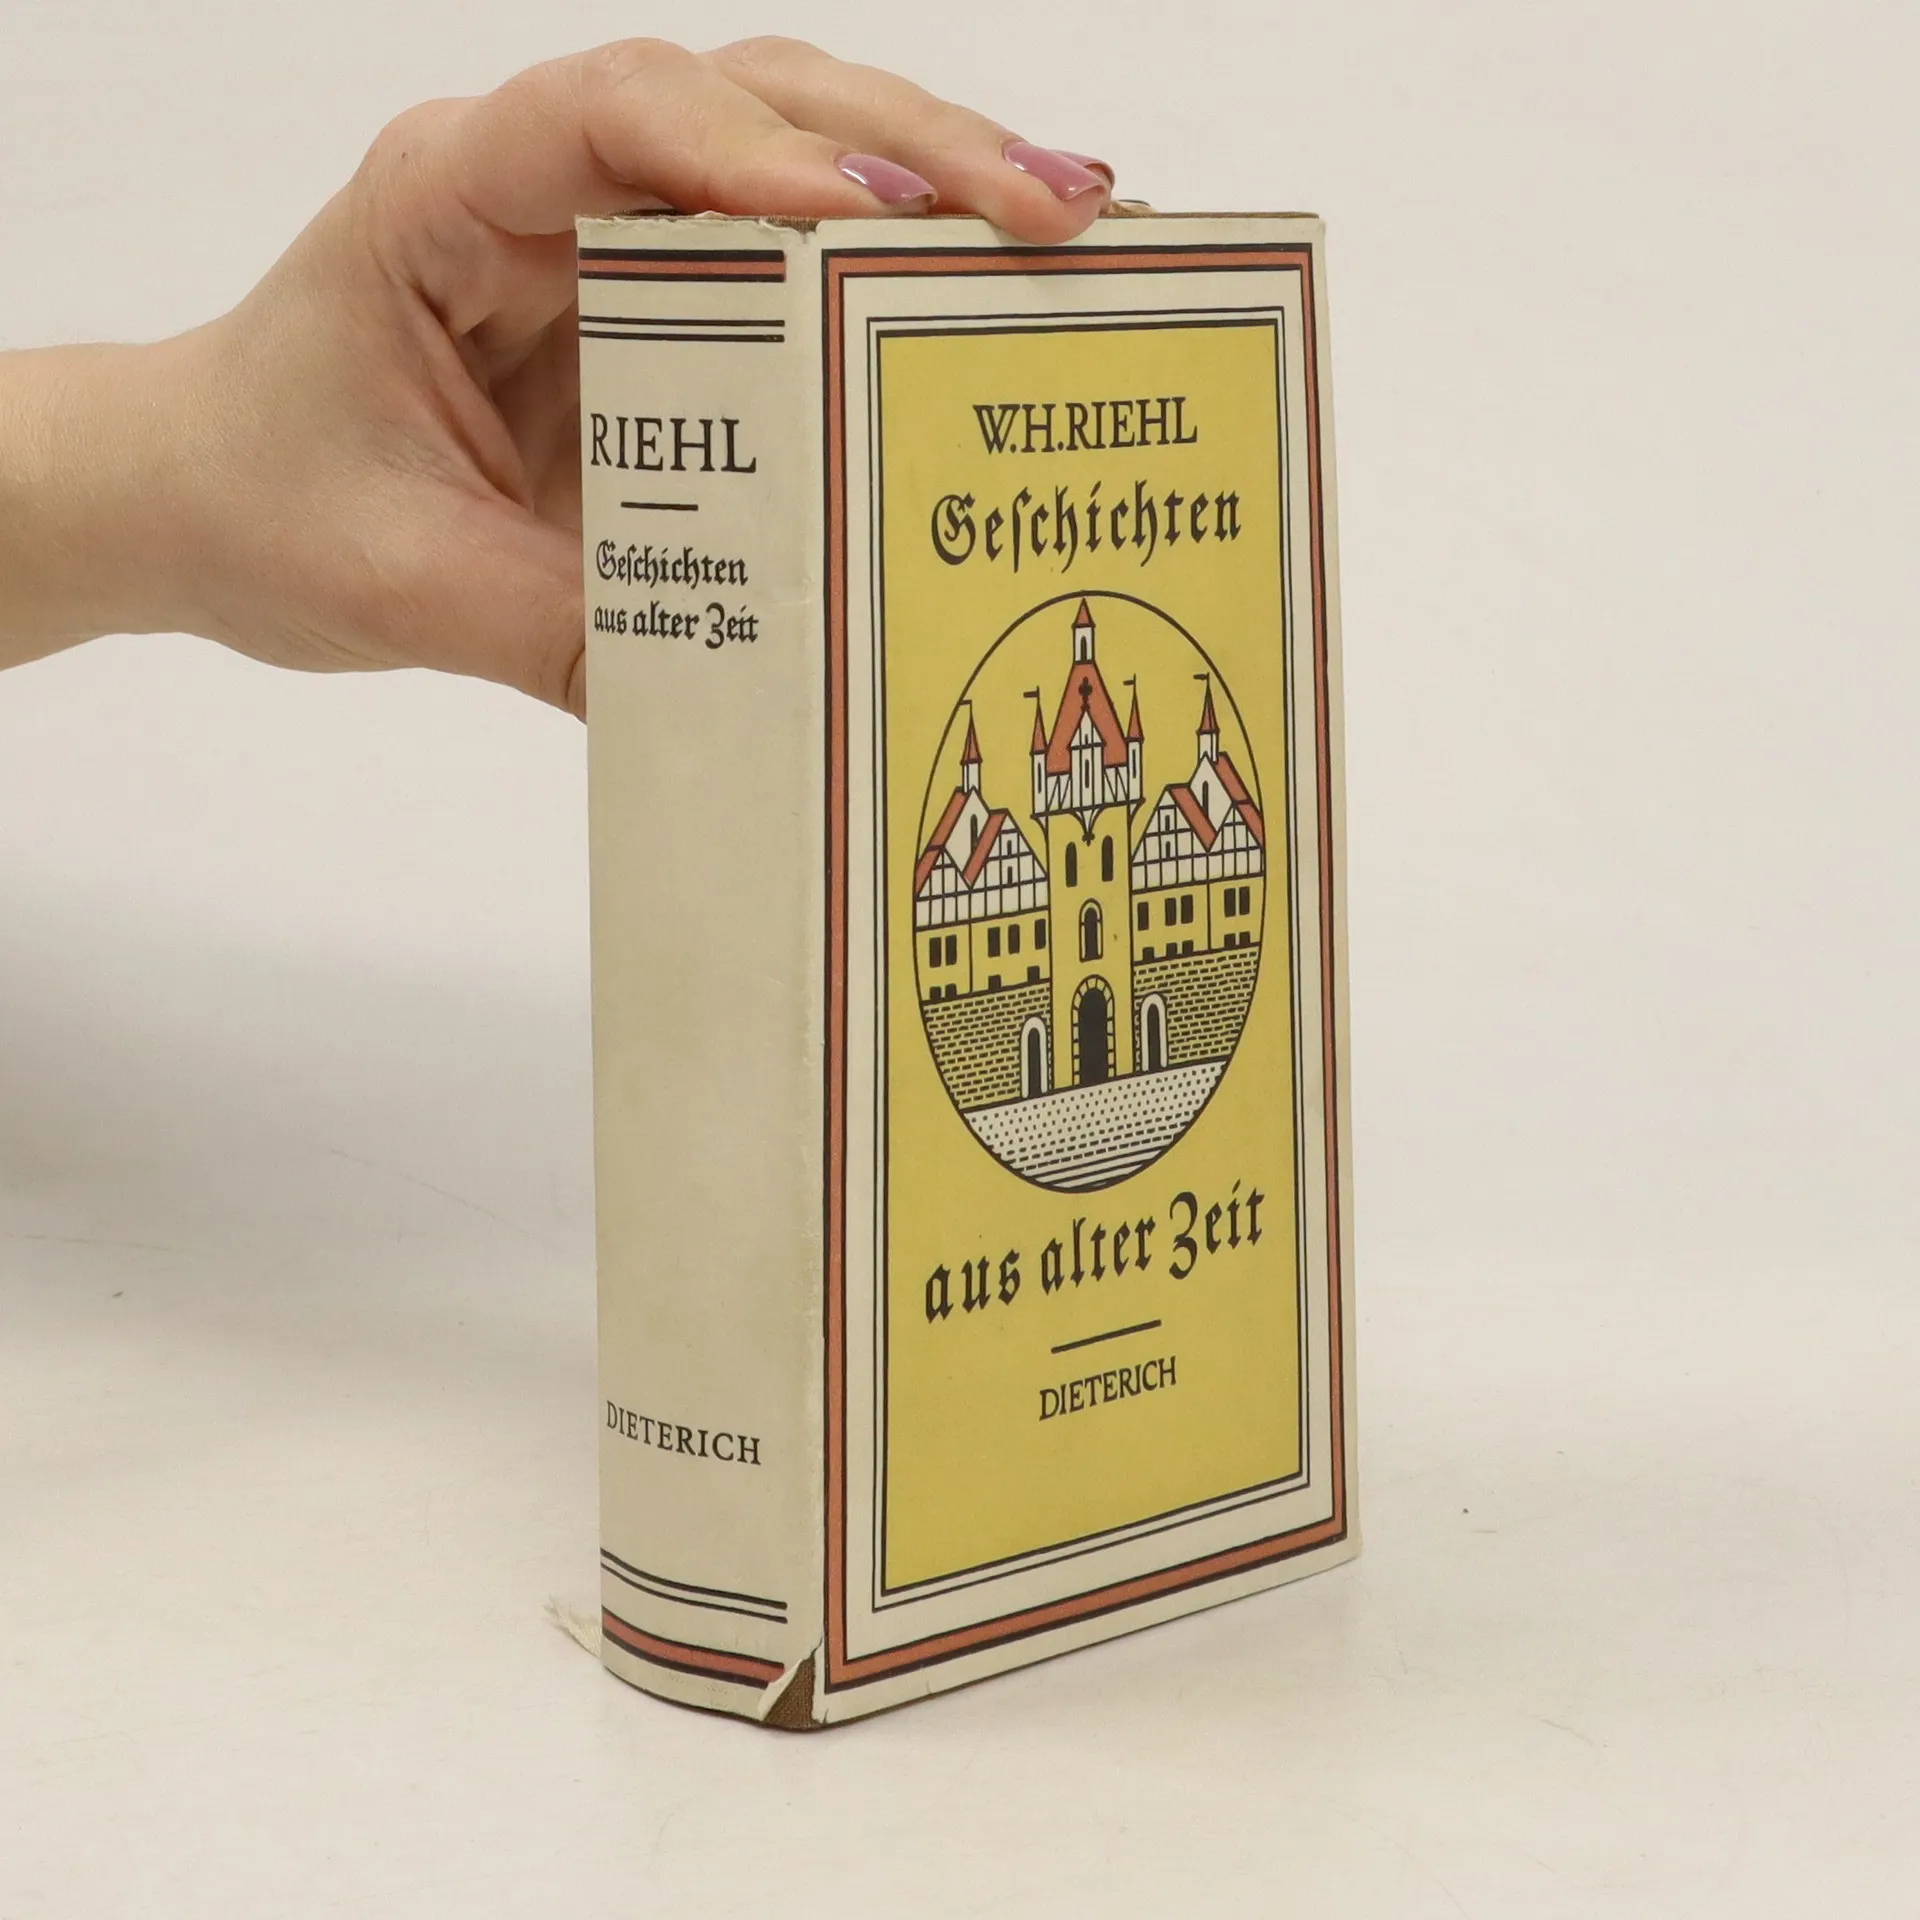 RIEHL
Geſchichten
aus alter Zeit
DIETERICH
W.H.RIEHL
Geſchichten
aus alter Zeit
DIETERICH